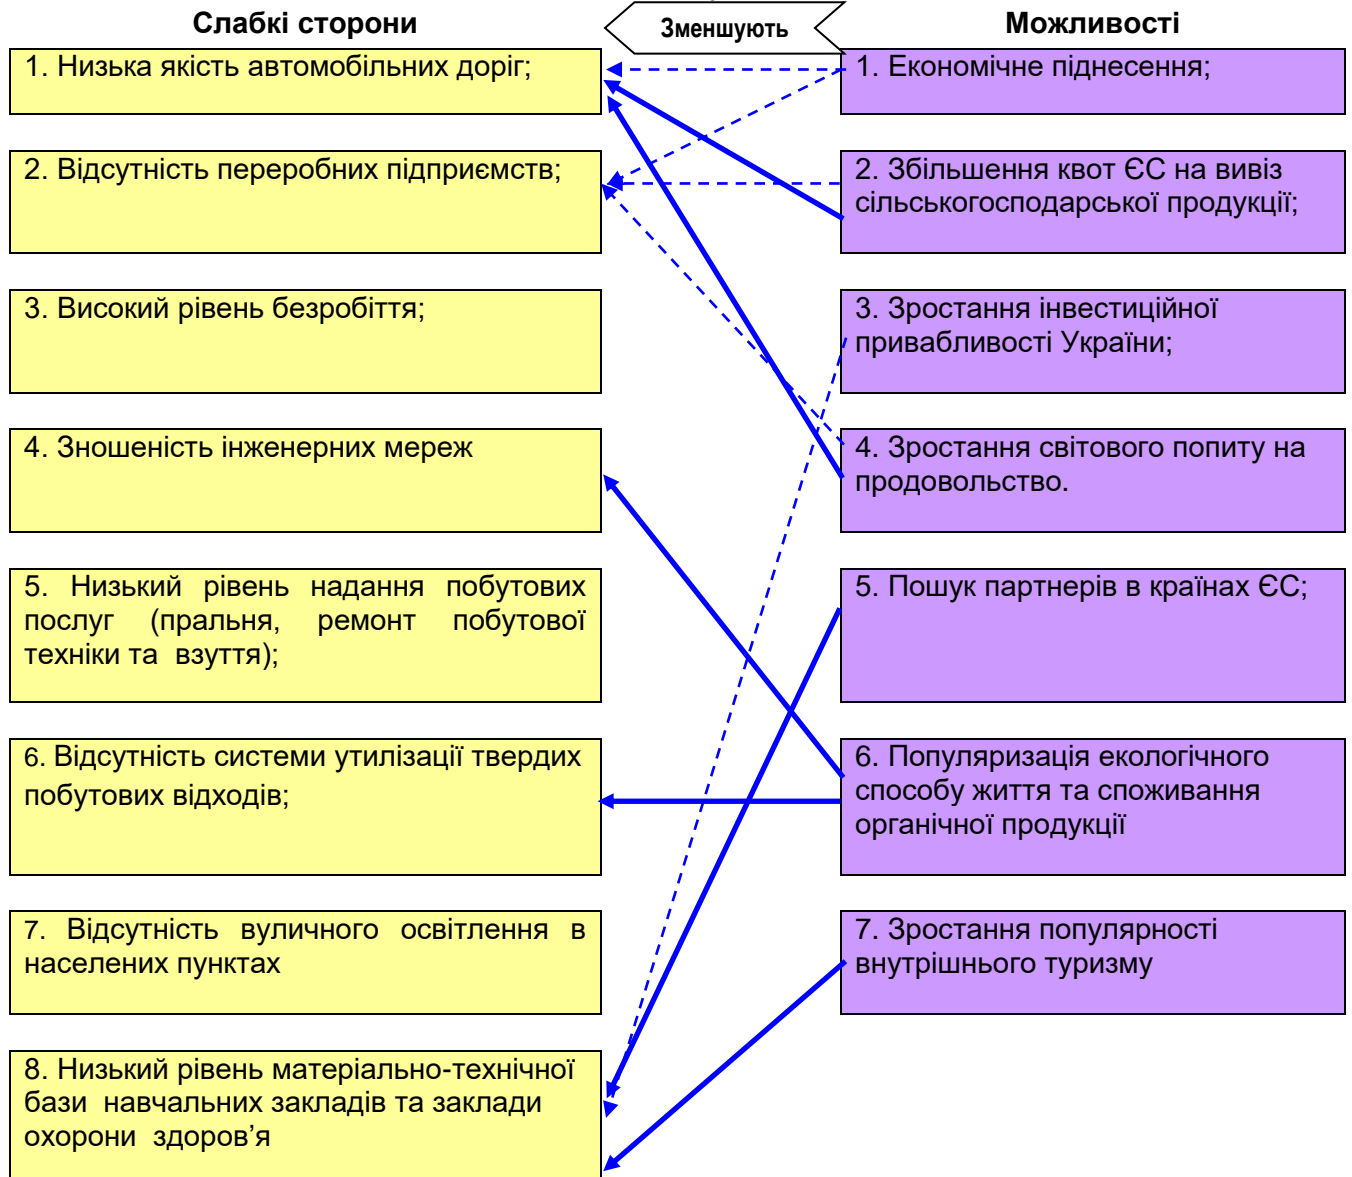 Слабкі сторони
Зменшують
Можливості
1. Низька якість автомобільних доріг;
2. Відсутність переробних підприємств;
3. Високий рівень безробіття;
4. Зношеність інженерних мереж
5. Низький рівень надання побутових
послуг (пральня, ремонт побутової
техніки та взуття);
6. Відсутність системи утилізації твердих
побутових відходів;
7. Відсутність вуличного освітлення в
населених пунктах
8. Низький рівень матеріально-технічної
бази навчальних закладів та заклади
охорони здоров’я
1. Економічне піднесення;
2. Збільшення квот ЄС на вивіз
сільськогосподарської продукції;
3. Зростання інвестиційної
привабливості України;
4. Зростання світового попиту на
продовольство.
5. Пошук партнерів в країнах ЄС;
6. Популяризація екологічного
способу життя та споживання
органічної продукції
7. Зростання популярності
внутрішнього туризму